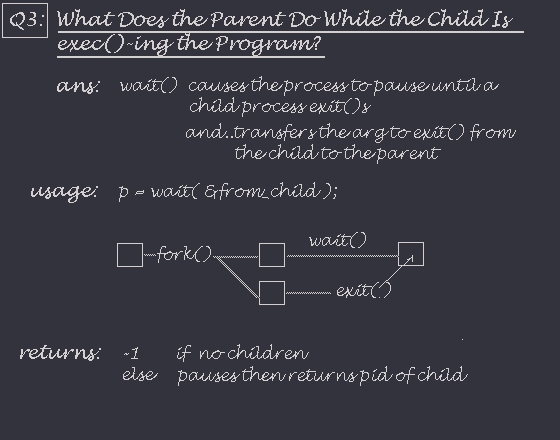 Q3: What Does the Parent Do While the Child Is
exec()-ing the Program?
ans: wait() causes the process to pause until a
child process exit()s
and..transfers the arg to exit() from
the child to the parent
usage: p = wait( &from_child );
wait()
fork()
exit(.)
returns: -1 if no children
else pauses then returns pid of child